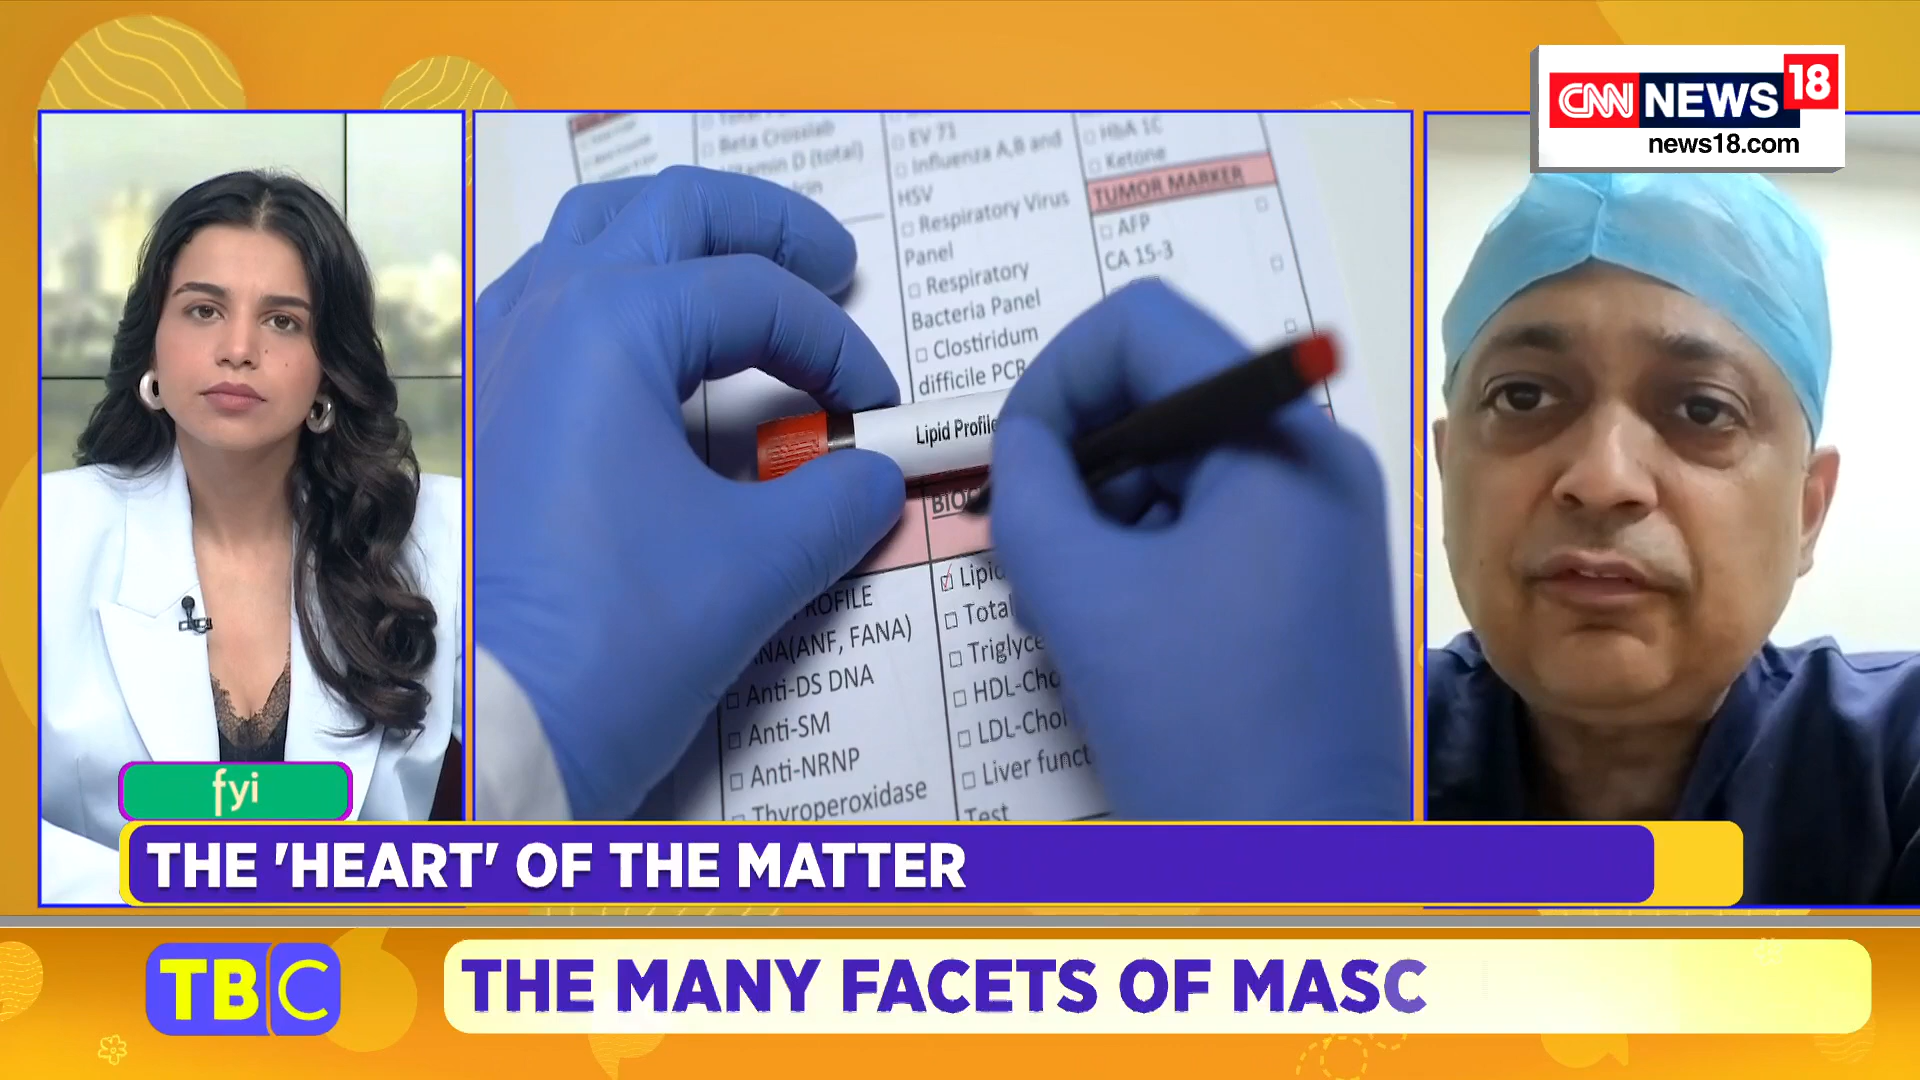 CNN NEWS 18
news18.com
Beta Crosslab
(total)
EV 71
Influenza A,B and
HSV
Respiratory Virus
Panel
Respiratory
Bacteria Panel
Clostiridum
difficile PCR
HbA 1C
Ketone
TUMOR MARKER
AFP
CA 15-3
Lipid Profile
ANA(ANF, FANA)
Anti-DS DNA
Anti-SM
Anti-NRNP
Thyroperoxidase
Total
HDL-Cho
LDL-Chol
Liver funct
Test
fyi
THE 'HEART' OF THE MATTER
TBC
THE MANY FACETS OF MASC